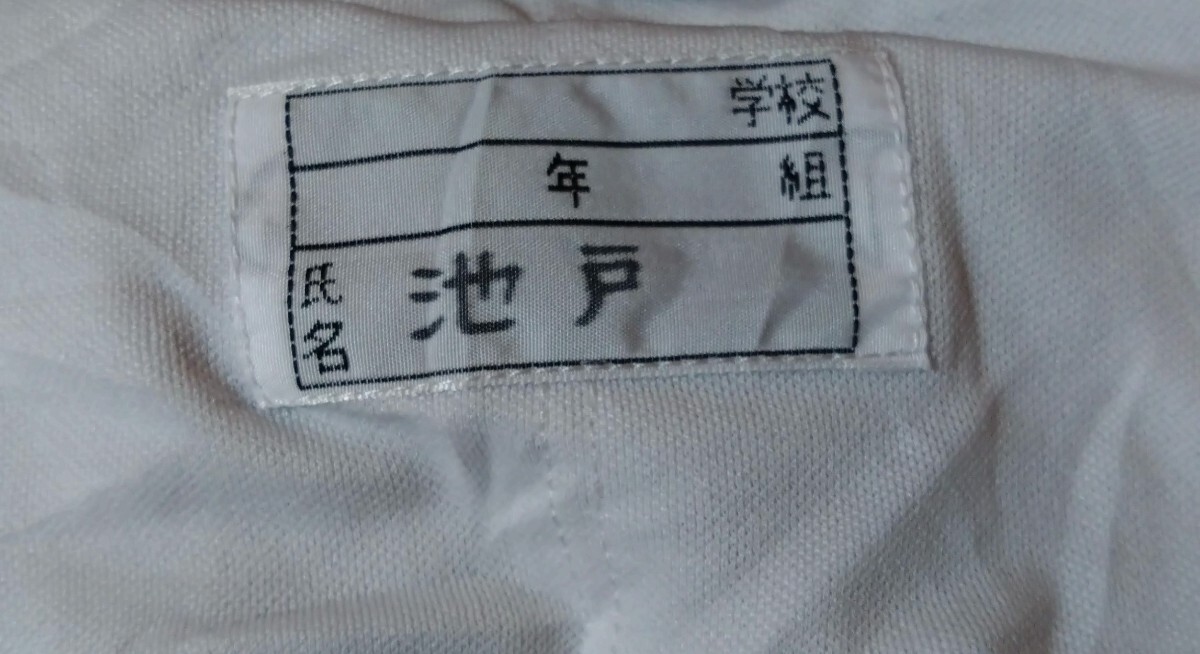 学校
年 組
氏名 池戸